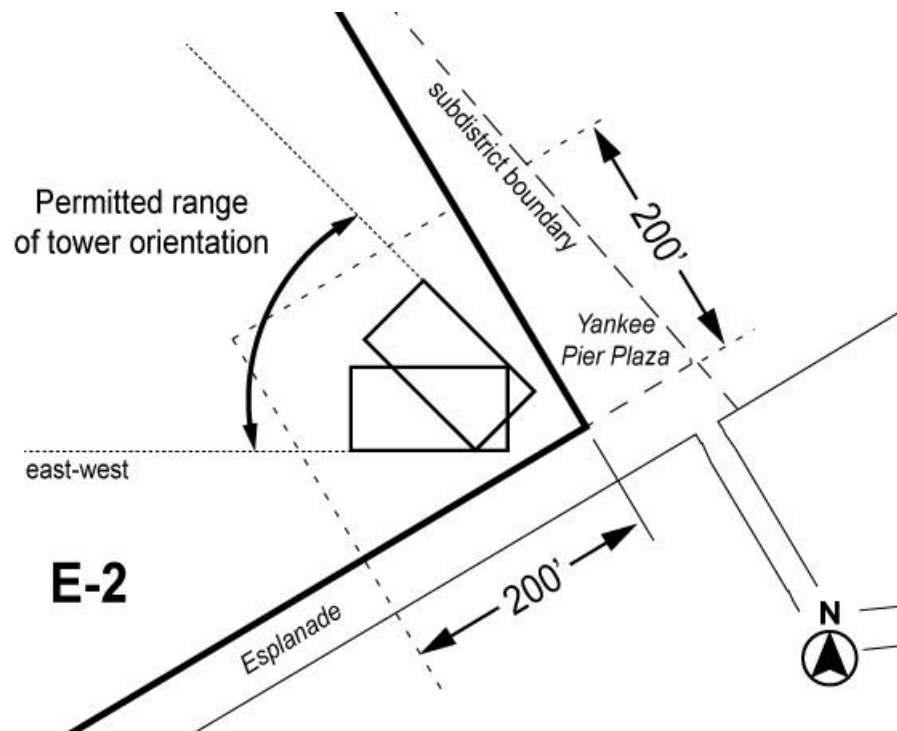 subdistrict boundary
Permitted range
of tower orientation
200’
Yankee
Pier Plaza
east-west
E-2
200’
Esplanade
N